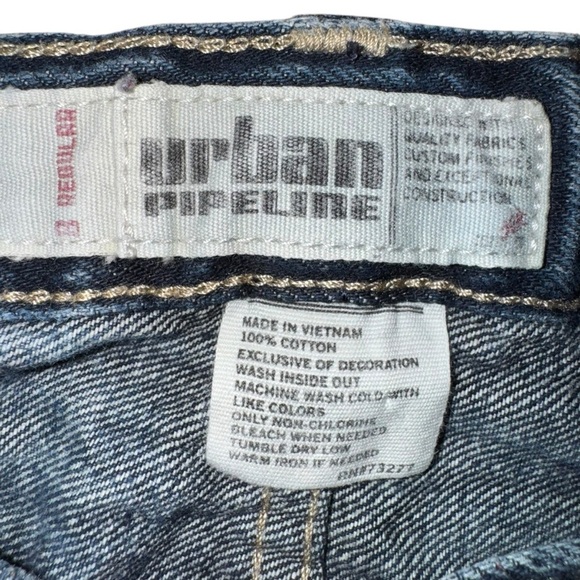 REGULAR
urban
PIPELINE
DESIGNED WITH
QUALITY FABRICS
CUSTOM FINISHES
AND EXCEPTIONAL
CONSTRUCTION.
MADE IN VIETNAM
100% COTTON
EXCLUSIVE OF DECORATION
WASH INSIDE OUT
MACHINE WASH COLD WITH
LIKE COLORS
ONLY NON-CHLORINE
BLEACH WHEN NEEDED
TUMBLE DRY LOW
WARM IRON IF NEEDED
RN#73277